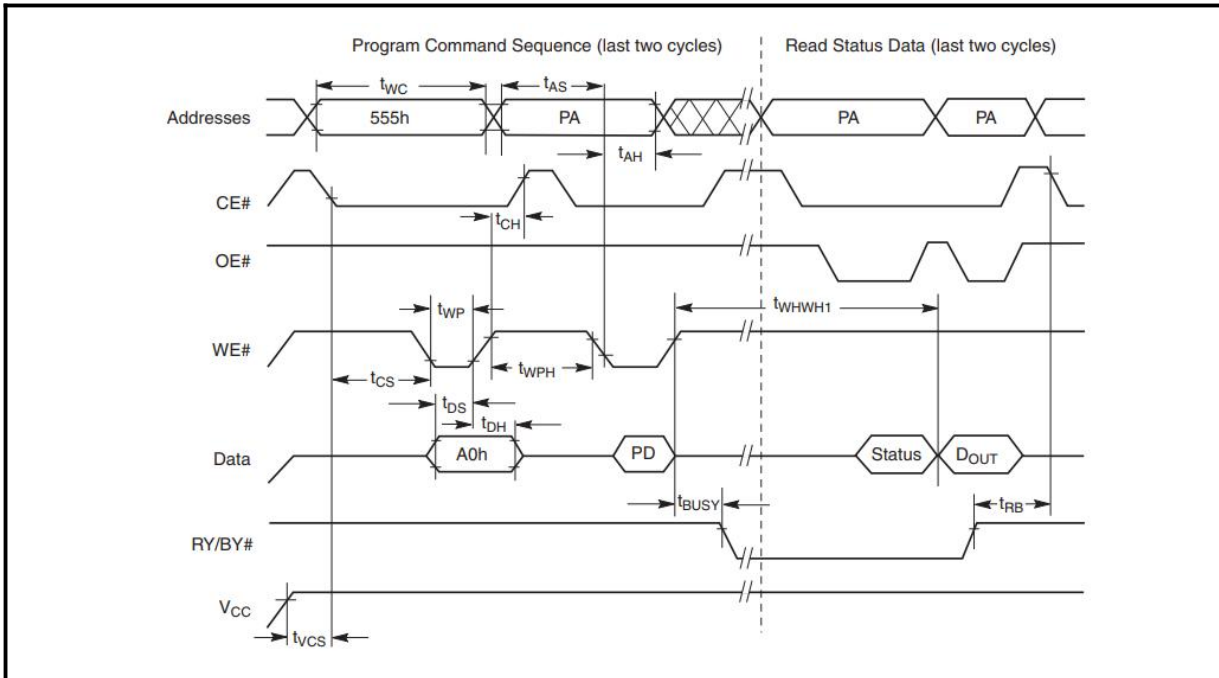 Program Command Sequence (last two cycles)
Read Status Data (last two cycles)
tWC
tAS
Addresses
555h
PA
PA
PA
tAH
CE#
tCH
OE#
tWP
tWHWH1
WE#
tWPH
tCS
tDS
tDH
Data
A0h
PD
Status
DOUT
tBUSY
tRB
RY/BY#
VCC
tVCS